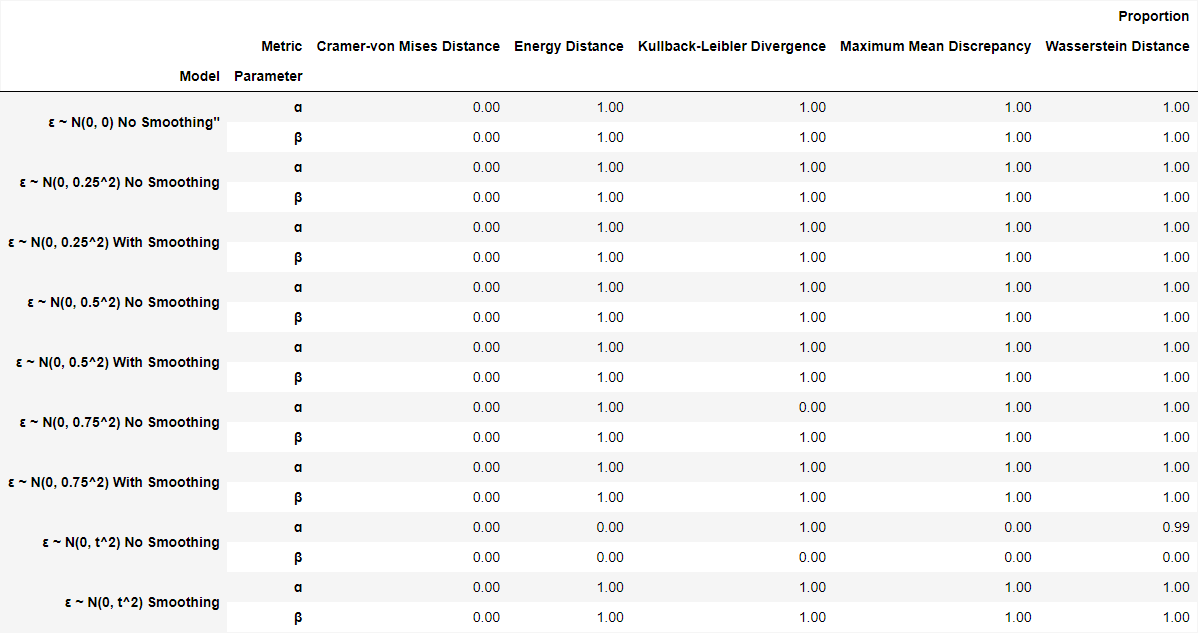 Proportion
Metric Cramer-von Mises Distance Energy Distance Kullback-Leibler Divergence Maximum Mean Discrepancy Wasserstein Distance
Model Parameter
ε ~ N(0, 0) No Smoothing" α 0.00 1.00 1.00 1.00 1.00
β 0.00 1.00 1.00 1.00 1.00
ε ~ N(0, 0.25^2) No Smoothing α 0.00 1.00 1.00 1.00 1.00
β 0.00 1.00 1.00 1.00 1.00
ε ~ N(0, 0.25^2) With Smoothing α 0.00 1.00 1.00 1.00 1.00
β 0.00 1.00 1.00 1.00 1.00
ε ~ N(0, 0.5^2) No Smoothing α 0.00 1.00 1.00 1.00 1.00
β 0.00 1.00 1.00 1.00 1.00
ε ~ N(0, 0.5^2) With Smoothing α 0.00 1.00 1.00 1.00 1.00
β 0.00 1.00 1.00 1.00 1.00
ε ~ N(0, 0.75^2) No Smoothing α 0.00 1.00 0.00 1.00 1.00
β 0.00 1.00 1.00 1.00 1.00
ε ~ N(0, 0.75^2) With Smoothing α 0.00 1.00 1.00 1.00 1.00
β 0.00 1.00 1.00 1.00 1.00
ε ~ N(0, t^2) No Smoothing α 0.00 0.00 1.00 0.00 0.99
β 0.00 0.00 0.00 0.00 0.00
ε ~ N(0, t^2) Smoothing α 0.00 1.00 1.00 1.00 1.00
β 0.00 1.00 1.00 1.00 1.00